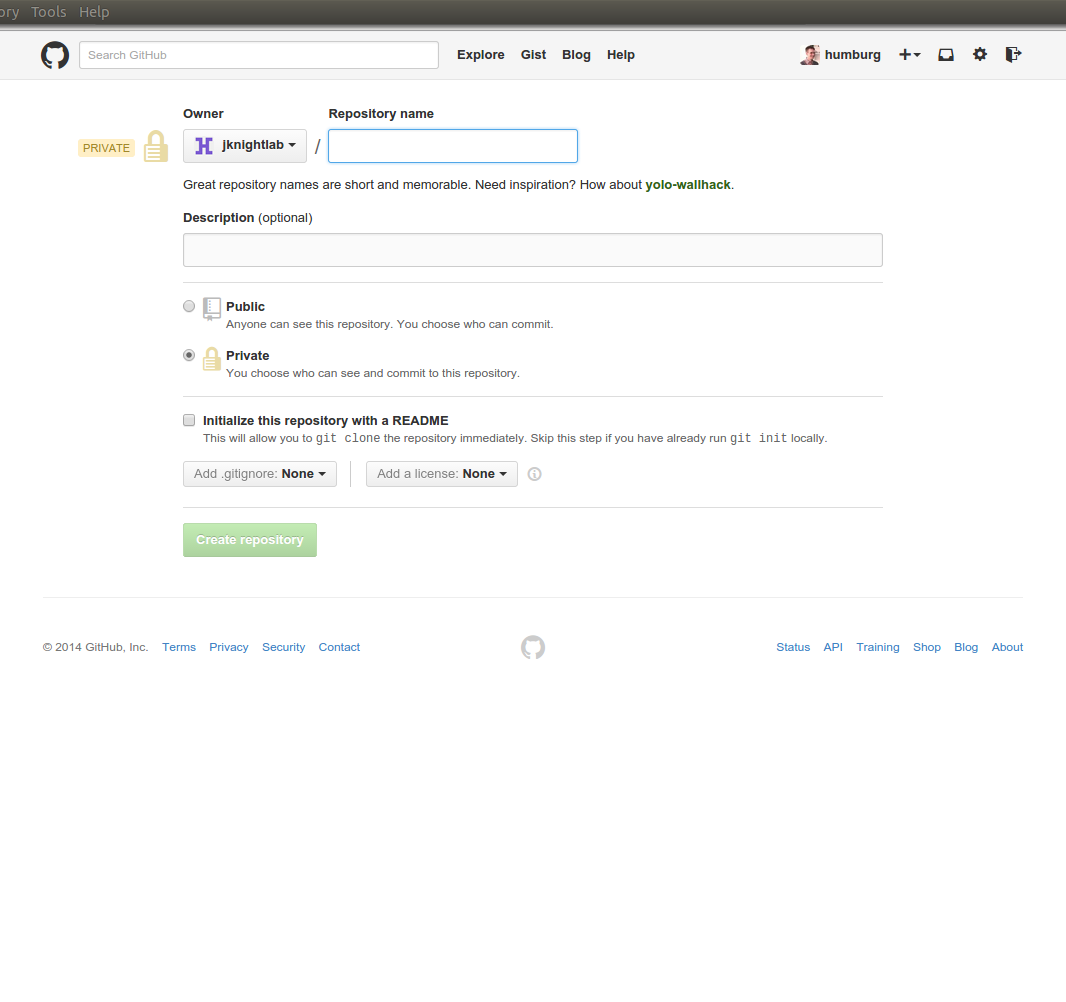 ory Tools Help
Search GitHub Explore Gist Blog Help humburg
Owner Repository name
PRIVATE jknightlab /
Great repository names are short and memorable. Need inspiration? How about yolo-wallhack.
Description (optional)
Public
Anyone can see this repository. You choose who can commit.
Private
You choose who can see and commit to this repository.
Initialize this repository with a README
This will allow you to git clone the repository immediately. Skip this step if you have already run git init locally.
Add .gitignore: None Add a license: None
Create repository
© 2014 GitHub, Inc. Terms Privacy Security Contact Status API Training Shop Blog About